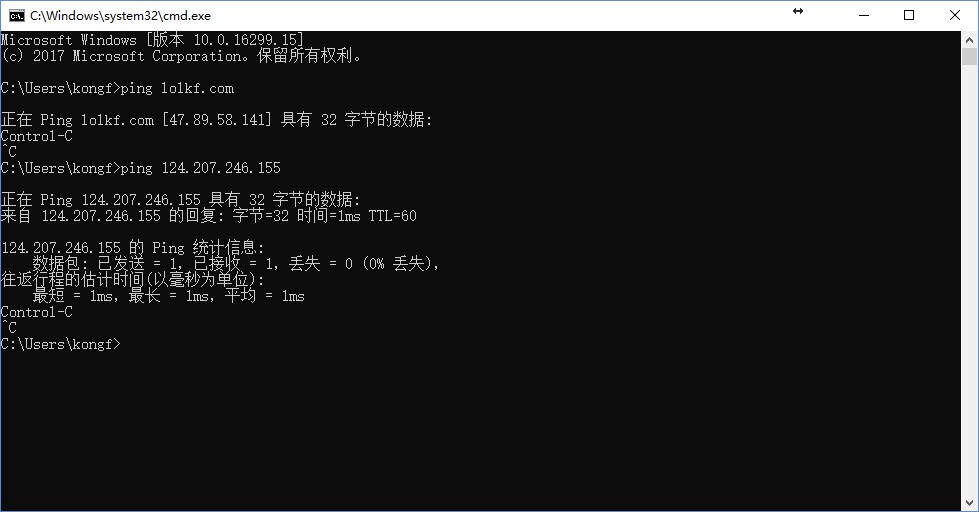 C:\Windows\system32\cmd.exe
Microsoft Windows [版本 10.0.16299.15]
(c) 2017 Microsoft Corporation。保留所有权利。
C:\Users\kongf>ping lolkf.com
正在 Ping lolkf.com [47.89.58.141] 具有 32 字节的数据:
Control-C
^C
C:\Users\kongf>ping 124.207.246.155
正在 Ping 124.207.246.155 具有 32 字节的数据:
来自 124.207.246.155 的回复: 字节=32 时间=1ms TTL=60
124.207.246.155 的 Ping 统计信息:
数据包: 已发送 = 1，已接收 = 1，丢失 = 0 (0% 丢失)，
往返行程的估计时间(以毫秒为单位):
最短 = 1ms，最长 = 1ms，平均 = 1ms
Control-C
^C
C:\Users\kongf>